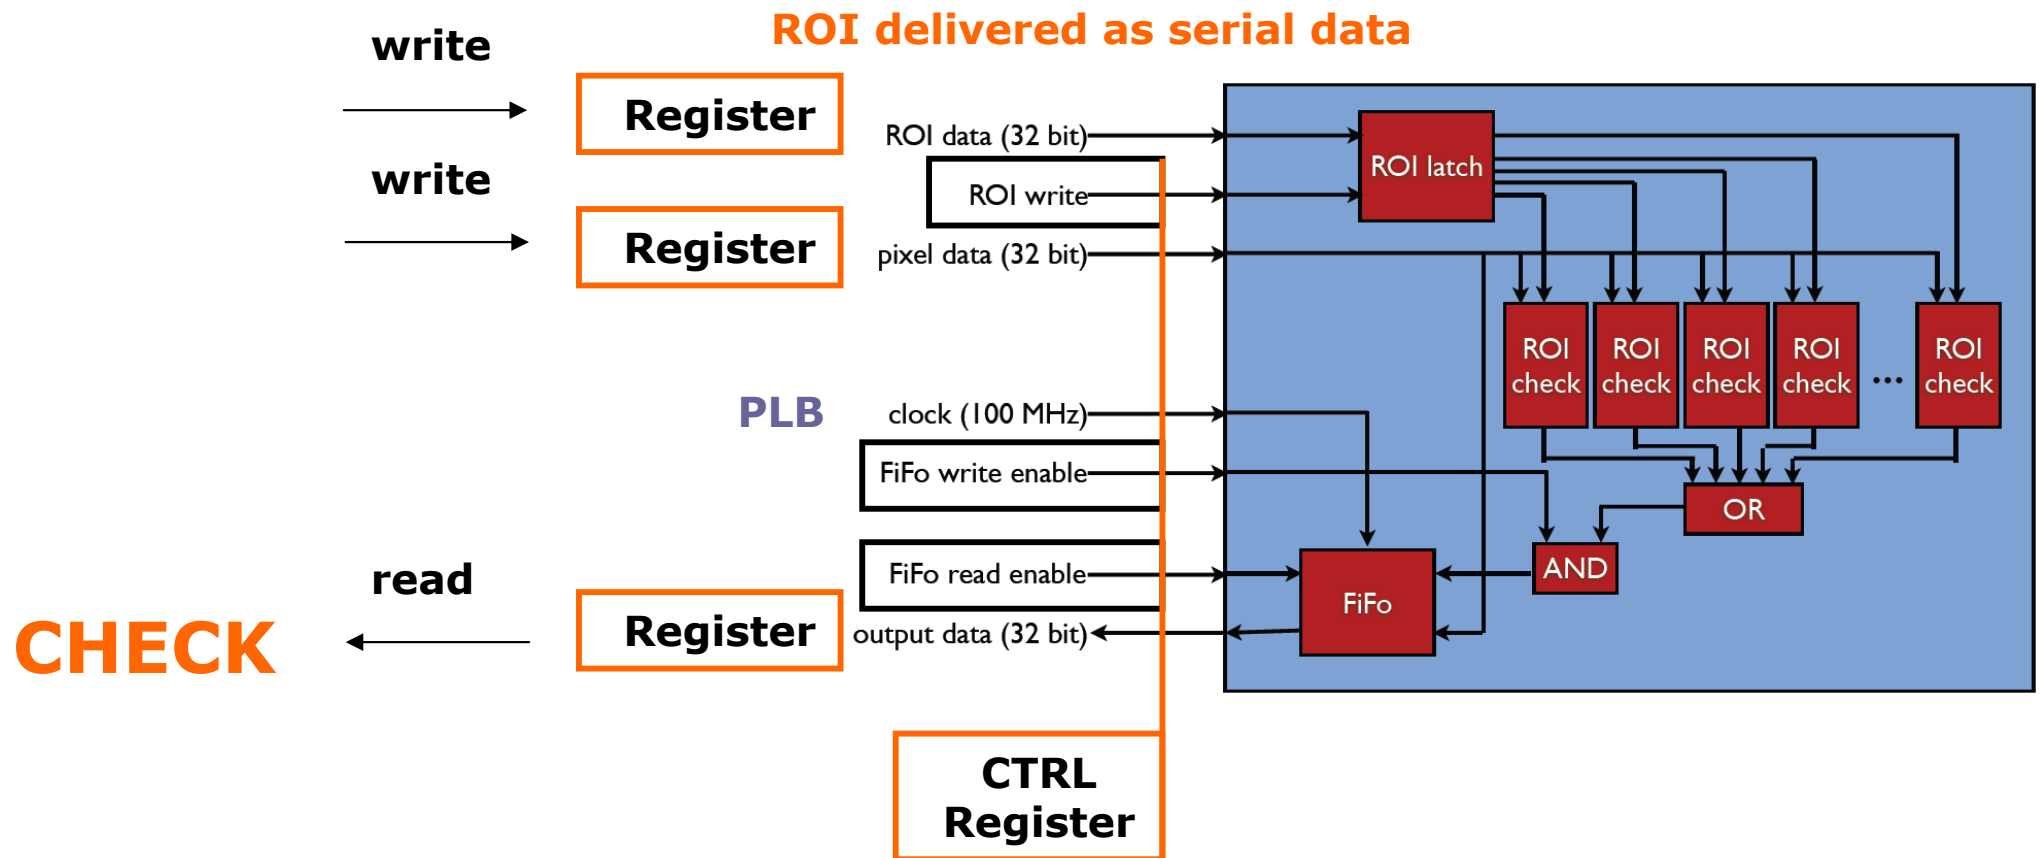 ROI delivered as serial data
write
Register
ROI data (32 bit)
ROI latch
write
ROI write
Register
pixel data (32 bit)
ROI check
ROI check
ROI check
ROI check
...
ROI check
PLB
clock (100 MHz)
FiFo write enable
OR
read
FiFo read enable
AND
FiFo
CHECK
Register
output data (32 bit)
CTRL
Register